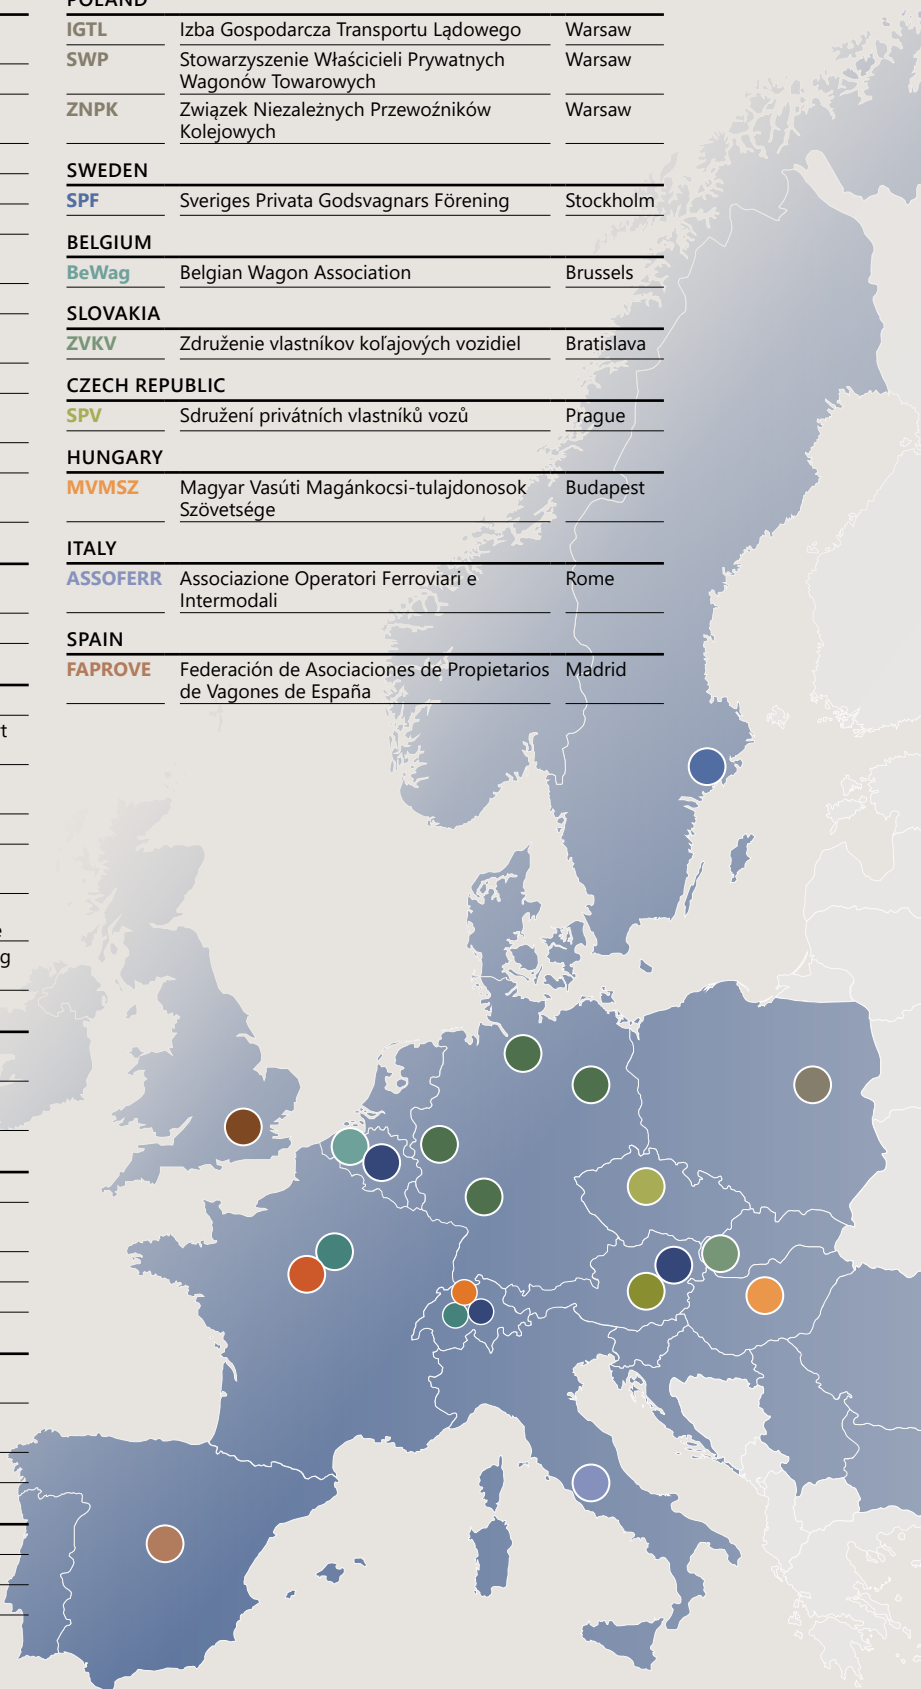 POLAND
IGTL Izba Gospodarcza Transportu Lądowego Warsaw
SWP Stowarzyszenie Właścicieli Prywatnych Warsaw
Wagonów Towarowych
ZNPK Związek Niezależnych Przewoźników Warsaw
Kolejowych
SWEDEN
SPF Sveriges Privata Godsvagnars Förening Stockholm
BELGIUM
BeWag Belgian Wagon Association Brussels
SLOVAKIA
ZVKV Združenie vlastníkov koľajových vozidiel Bratislava
CZECH REPUBLIC
SPV Sdružení privátních vlastníků vozů Prague
HUNGARY
MVMSZ Magyar Vasúti Magánkocsi-tulajdonosok Budapest
Szövetsége
ITALY
ASSOFERR Associazione Operatori Ferroviari e Rome
Intermodali
SPAIN
FAPROVE Federación de Asociaciones de Propietarios Madrid
de Vagones de España